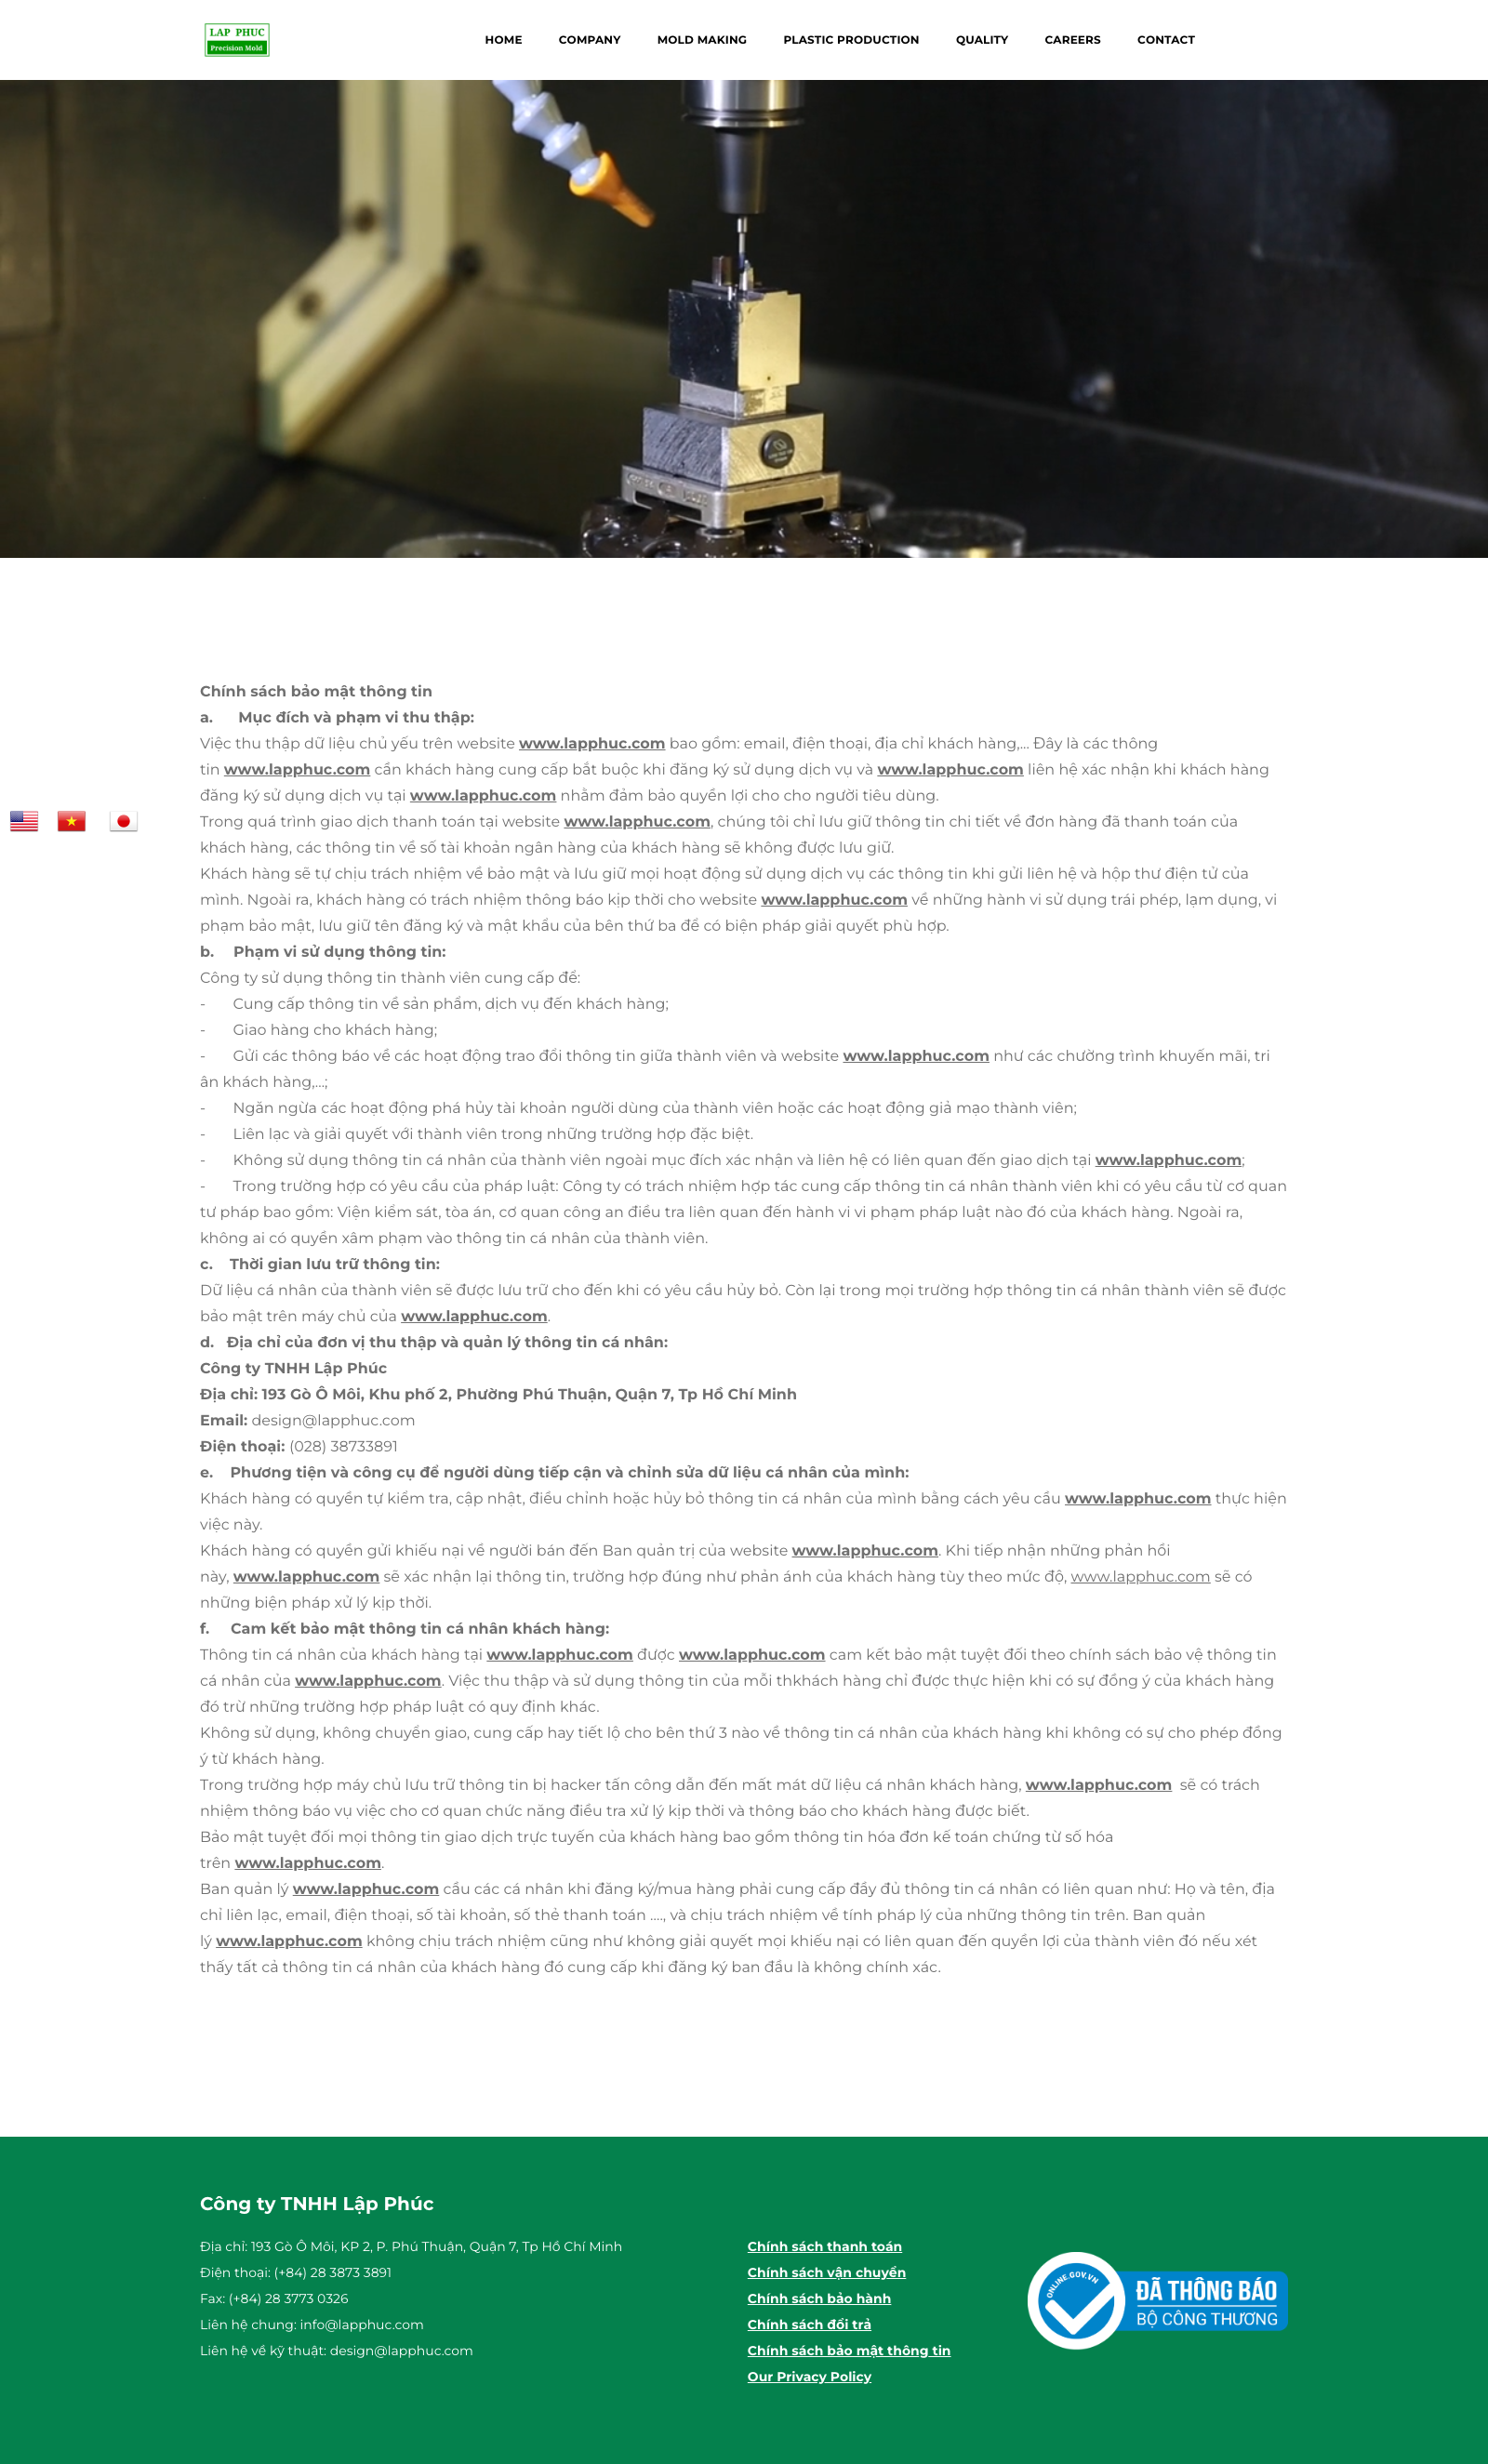 LAP PHUC
Precision Mold
HOME COMPANY MOLD MAKING PLASTIC PRODUCTION QUALITY CAREERS CONTACT
Chính sách bảo mật thông tin
a. Mục đích và phạm vi thu thập:
Việc thu thập dữ liệu chủ yếu trên website www.lapphuc.com bao gồm: email, điện thoại, địa chỉ khách hàng,... Đây là các thông
tin www.lapphuc.com cần khách hàng cung cấp bắt buộc khi đăng ký sử dụng dịch vụ và www.lapphuc.com liên hệ xác nhận khi khách hàng
đăng ký sử dụng dịch vụ tại www.lapphuc.com nhằm đảm bảo quyền lợi cho cho người tiêu dùng.
Trong quá trình giao dịch thanh toán tại website www.lapphuc.com, chúng tôi chỉ lưu giữ thông tin chi tiết về đơn hàng đã thanh toán của
khách hàng, các thông tin về số tài khoản ngân hàng của khách hàng sẽ không được lưu giữ.
Khách hàng sẽ tự chịu trách nhiệm về bảo mật và lưu giữ mọi hoạt động sử dụng dịch vụ các thông tin khi gửi liên hệ và hộp thư điện tử của
mình. Ngoài ra, khách hàng có trách nhiệm thông báo kịp thời cho website www.lapphuc.com về những hành vi sử dụng trái phép, lạm dụng, vi
phạm bảo mật, lưu giữ tên đăng ký và mật khẩu của bên thứ ba để có biện pháp giải quyết phù hợp.
b. Phạm vi sử dụng thông tin:
Công ty sử dụng thông tin thành viên cung cấp để:
- Cung cấp thông tin về sản phẩm, dịch vụ đến khách hàng;
- Giao hàng cho khách hàng;
- Gửi các thông báo về các hoạt động trao đổi thông tin giữa thành viên và website www.lapphuc.com như các chường trình khuyến mãi, tri
ân khách hàng,...;
- Ngăn ngừa các hoạt động phá hủy tài khoản người dùng của thành viên hoặc các hoạt động giả mạo thành viên;
- Liên lạc và giải quyết với thành viên trong những trường hợp đặc biệt.
- Không sử dụng thông tin cá nhân của thành viên ngoài mục đích xác nhận và liên hệ có liên quan đến giao dịch tại www.lapphuc.com;
- Trong trường hợp có yêu cầu của pháp luật: Công ty có trách nhiệm hợp tác cung cấp thông tin cá nhân thành viên khi có yêu cầu từ cơ quan
tư pháp bao gồm: Viện kiểm sát, tòa án, cơ quan công an điều tra liên quan đến hành vi vi phạm pháp luật nào đó của khách hàng. Ngoài ra,
không ai có quyền xâm phạm vào thông tin cá nhân của thành viên.
c. Thời gian lưu trữ thông tin:
Dữ liệu cá nhân của thành viên sẽ được lưu trữ cho đến khi có yêu cầu hủy bỏ. Còn lại trong mọi trường hợp thông tin cá nhân thành viên sẽ được
bảo mật trên máy chủ của www.lapphuc.com.
d. Địa chỉ của đơn vị thu thập và quản lý thông tin cá nhân:
Công ty TNHH Lập Phúc
Địa chỉ: 193 Gò Ô Môi, Khu phố 2, Phường Phú Thuận, Quận 7, Tp Hồ Chí Minh
Email: design@lapphuc.com
Điện thoại: (028) 38733891
e. Phương tiện và công cụ để người dùng tiếp cận và chỉnh sửa dữ liệu cá nhân của mình:
Khách hàng có quyền tự kiểm tra, cập nhật, điều chỉnh hoặc hủy bỏ thông tin cá nhân của mình bằng cách yêu cầu www.lapphuc.com thực hiện
việc này.
Khách hàng có quyền gửi khiếu nại về người bán đến Ban quản trị của website www.lapphuc.com. Khi tiếp nhận những phản hồi
này, www.lapphuc.com sẽ xác nhận lại thông tin, trường hợp đúng như phản ánh của khách hàng tùy theo mức độ, www.lapphuc.com sẽ có
những biện pháp xử lý kịp thời.
f. Cam kết bảo mật thông tin cá nhân khách hàng:
Thông tin cá nhân của khách hàng tại www.lapphuc.com được www.lapphuc.com cam kết bảo mật tuyệt đối theo chính sách bảo vệ thông tin
cá nhân của www.lapphuc.com. Việc thu thập và sử dụng thông tin của mỗi thkhách hàng chỉ được thực hiện khi có sự đồng ý của khách hàng
đó trừ những trường hợp pháp luật có quy định khác.
Không sử dụng, không chuyển giao, cung cấp hay tiết lộ cho bên thứ 3 nào về thông tin cá nhân của khách hàng khi không có sự cho phép đồng
ý từ khách hàng.
Trong trường hợp máy chủ lưu trữ thông tin bị hacker tấn công dẫn đến mất mát dữ liệu cá nhân khách hàng, www.lapphuc.com sẽ có trách
nhiệm thông báo vụ việc cho cơ quan chức năng điều tra xử lý kịp thời và thông báo cho khách hàng được biết.
Bảo mật tuyệt đối mọi thông tin giao dịch trực tuyến của khách hàng bao gồm thông tin hóa đơn kế toán chứng từ số hóa
trên www.lapphuc.com.
Ban quản lý www.lapphuc.com cầu các cá nhân khi đăng ký/mua hàng phải cung cấp đầy đủ thông tin cá nhân có liên quan như: Họ và tên, địa
chỉ liên lạc, email, điện thoại, số tài khoản, số thẻ thanh toán ...., và chịu trách nhiệm về tính pháp lý của những thông tin trên. Ban quản
lý www.lapphuc.com không chịu trách nhiệm cũng như không giải quyết mọi khiếu nại có liên quan đến quyền lợi của thành viên đó nếu xét
thấy tất cả thông tin cá nhân của khách hàng đó cung cấp khi đăng ký ban đầu là không chính xác.
Công ty TNHH Lập Phúc
Địa chỉ: 193 Gò Ô Môi, KP 2, P. Phú Thuận, Quận 7, Tp Hồ Chí Minh
Điện thoại: (+84) 28 3873 3891
Fax: (+84) 28 3773 0326
Liên hệ chung: info@lapphuc.com
Liên hệ về kỹ thuật: design@lapphuc.com
Chính sách thanh toán
Chính sách vận chuyển
Chính sách bảo hành
Chính sách đổi trả
Chính sách bảo mật thông tin
Our Privacy Policy
ONLINE.GOV.VN
ĐÃ THÔNG BÁO
BỘ CÔNG THƯƠNG